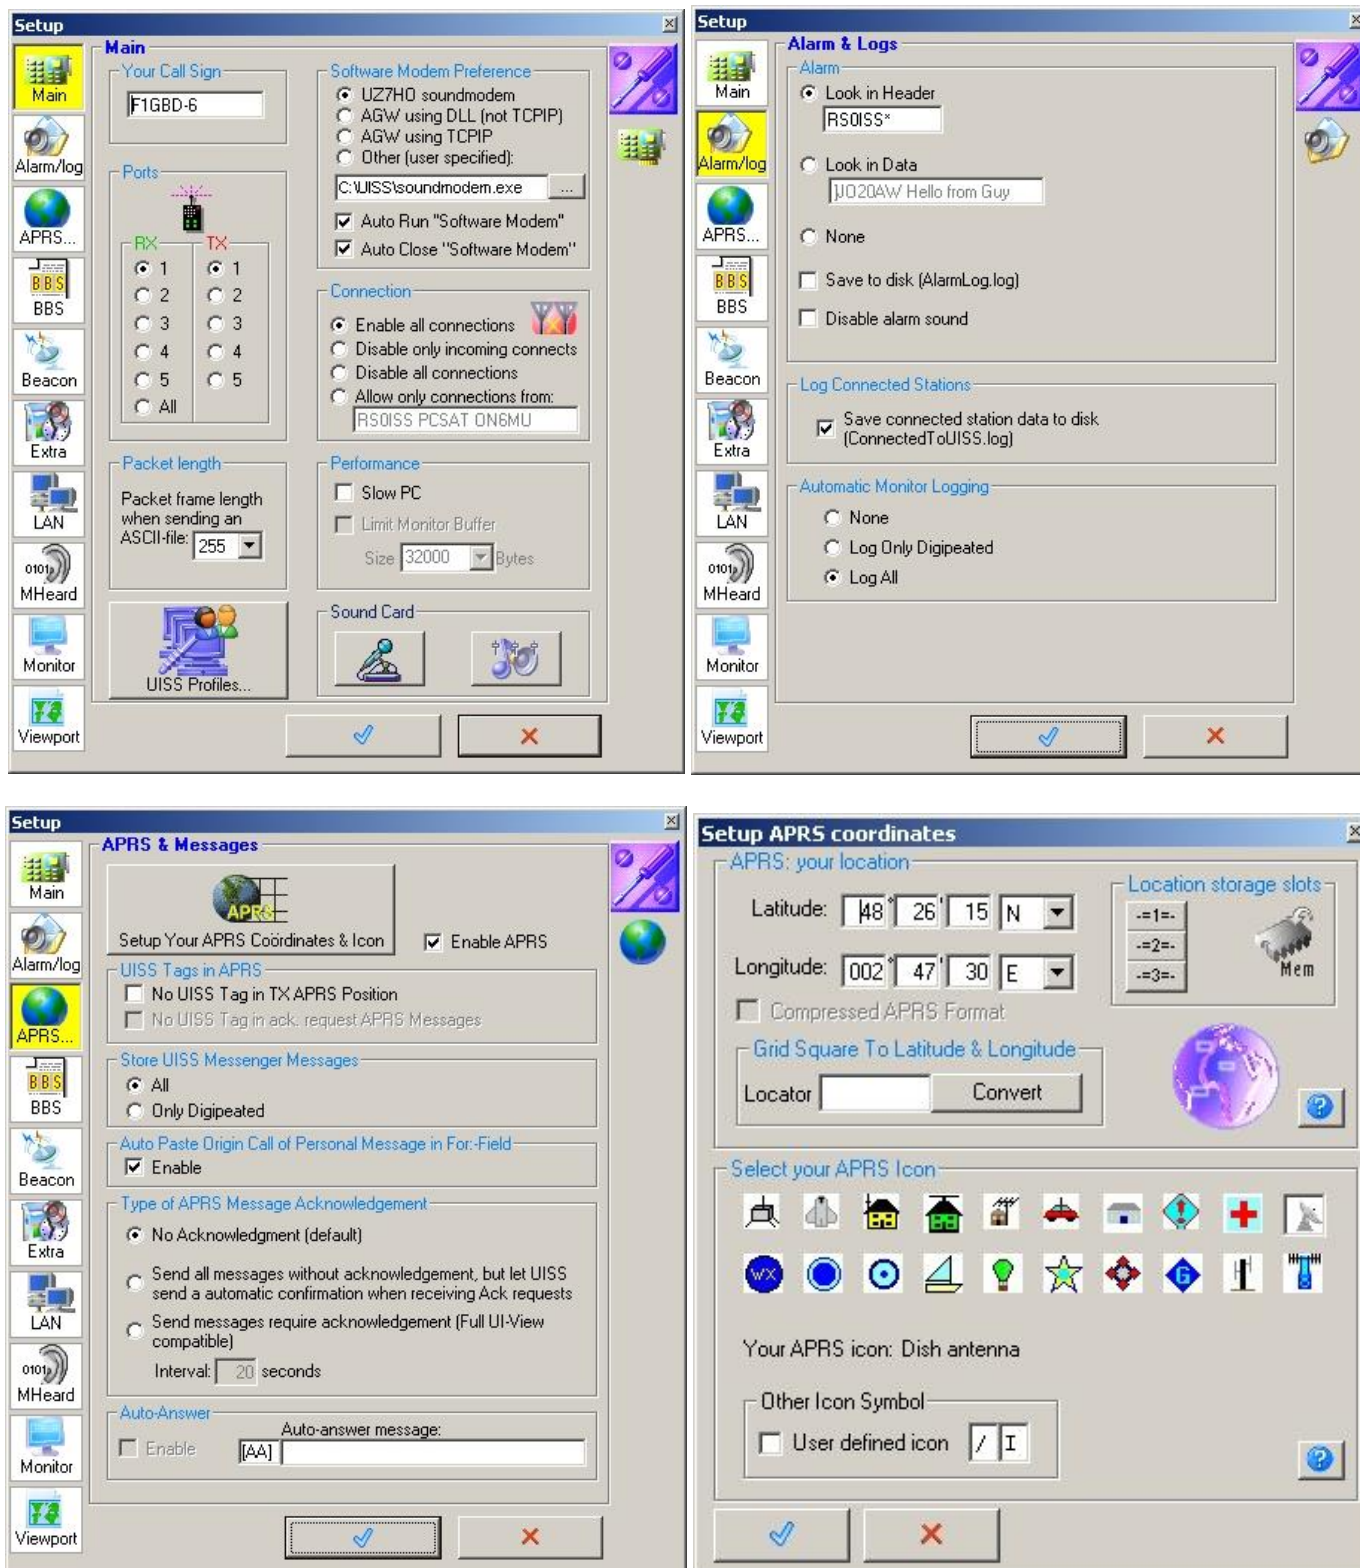 Setup
Main
Alarm/log
APRS...
BBS
Beacon
Extra
LAN
0101
MHeard
Monitor
Viewport
Main
Your Call Sign
F1GBD-6
Ports
RX
TX
1
1
2
2
3
3
4
4
5
5
All
Packet length
Packet frame length
when sending an
ASCII-file:
255
UISS Profiles...
Software Modem Preference
UZ7HO soundmodem
AGW using DLL (not TCPIP)
AGW using TCPIP
Other (user specified):
C:\UISS\soundmodem.exe
...
Auto Run "Software Modem"
Auto Close "Software Modem"
Connection
Enable all connections
Disable only incoming connects
Disable all connections
Allow only connections from:
RS0ISS PCSAT ON6MU
Performance
Slow PC
Limit Monitor Buffer
Size 32000 Bytes
Sound Card
Setup
Main
Alarm/log
APRS...
BBS
Beacon
Extra
LAN
0101
MHeard
Monitor
Viewport
Alarm & Logs
Alarm
Look in Header
RS0ISS*
Look in Data
JO20AW Hello from Guy
None
Save to disk (AlarmLog.log)
Disable alarm sound
Log Connected Stations
Save connected station data to disk
(ConnectedToUISS.log)
Automatic Monitor Logging
None
Log Only Digipeated
Log All
Setup
Main
Alarm/log
APRS...
BBS
Beacon
Extra
LAN
0101
MHeard
Monitor
Viewport
APRS & Messages
APRS
Setup Your APRS Coördinates & Icon
Enable APRS
UISS Tags in APRS
No UISS Tag in TX APRS Position
No UISS Tag in ack. request APRS Messages
Store UISS Messenger Messages
All
Only Digipeated
Auto Paste Origin Call of Personal Message in For:-Field
Enable
Type of APRS Message Acknowledgement
No Acknowledgment (default)
Send all messages without acknowledgement, but let UISS
send a automatic confirmation when receiving Ack requests
Send messages require acknowledgement (Full UI-View
compatible)
Interval: 20 seconds
Auto-Answer
Auto-answer message:
Enable
[AA]
Setup APRS coordinates
APRS: your location
Latitude: 48 ° 26 ' 15 N
Longitude: 002 ° 47 ' 30 E
Compressed APRS Format
Location storage slots
-=1=-
-=2=-
-=3=-
Mem
Grid Square To Latitude & Longitude
Locator
Convert
?
Select your APRS Icon
WX
G
Your APRS icon: Dish antenna
Other Icon Symbol
User defined icon / I
?